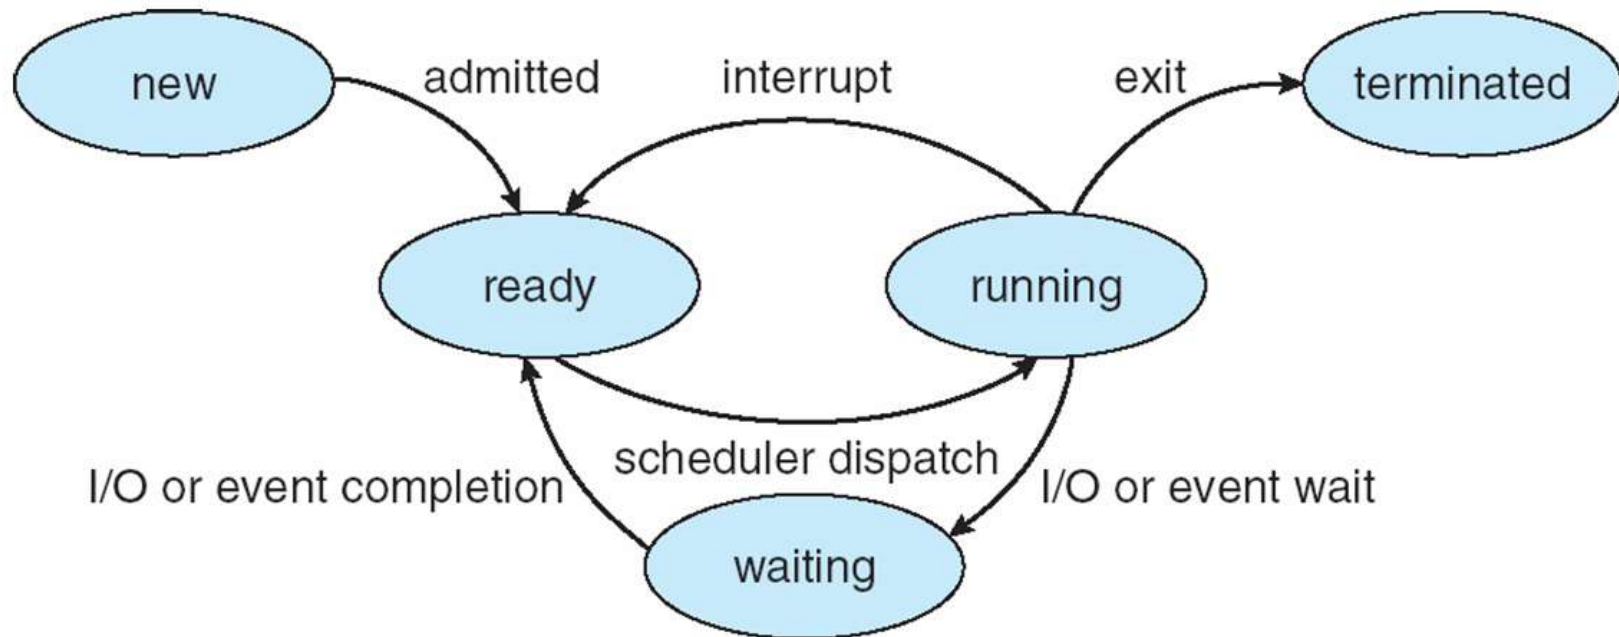 new
admitted
interrupt
exit
terminated
ready
running
scheduler dispatch
I/O or event completion
I/O or event wait
waiting